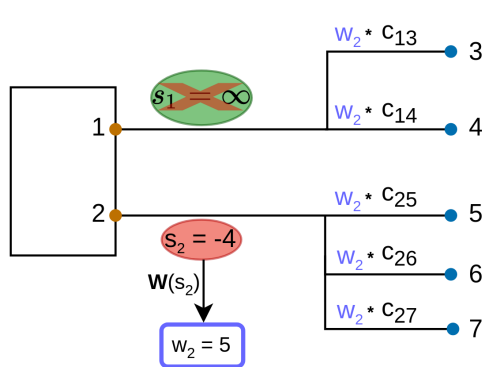 w₂ * c₁₃
3
s₁ = ∞
w₂ * c₁₄
1
4
w₂ * c₂₅
2
5
s₂ = -4
w₂ * c₂₆
6
W(s₂)
w₂ * c₂₇
7
w₂ = 5